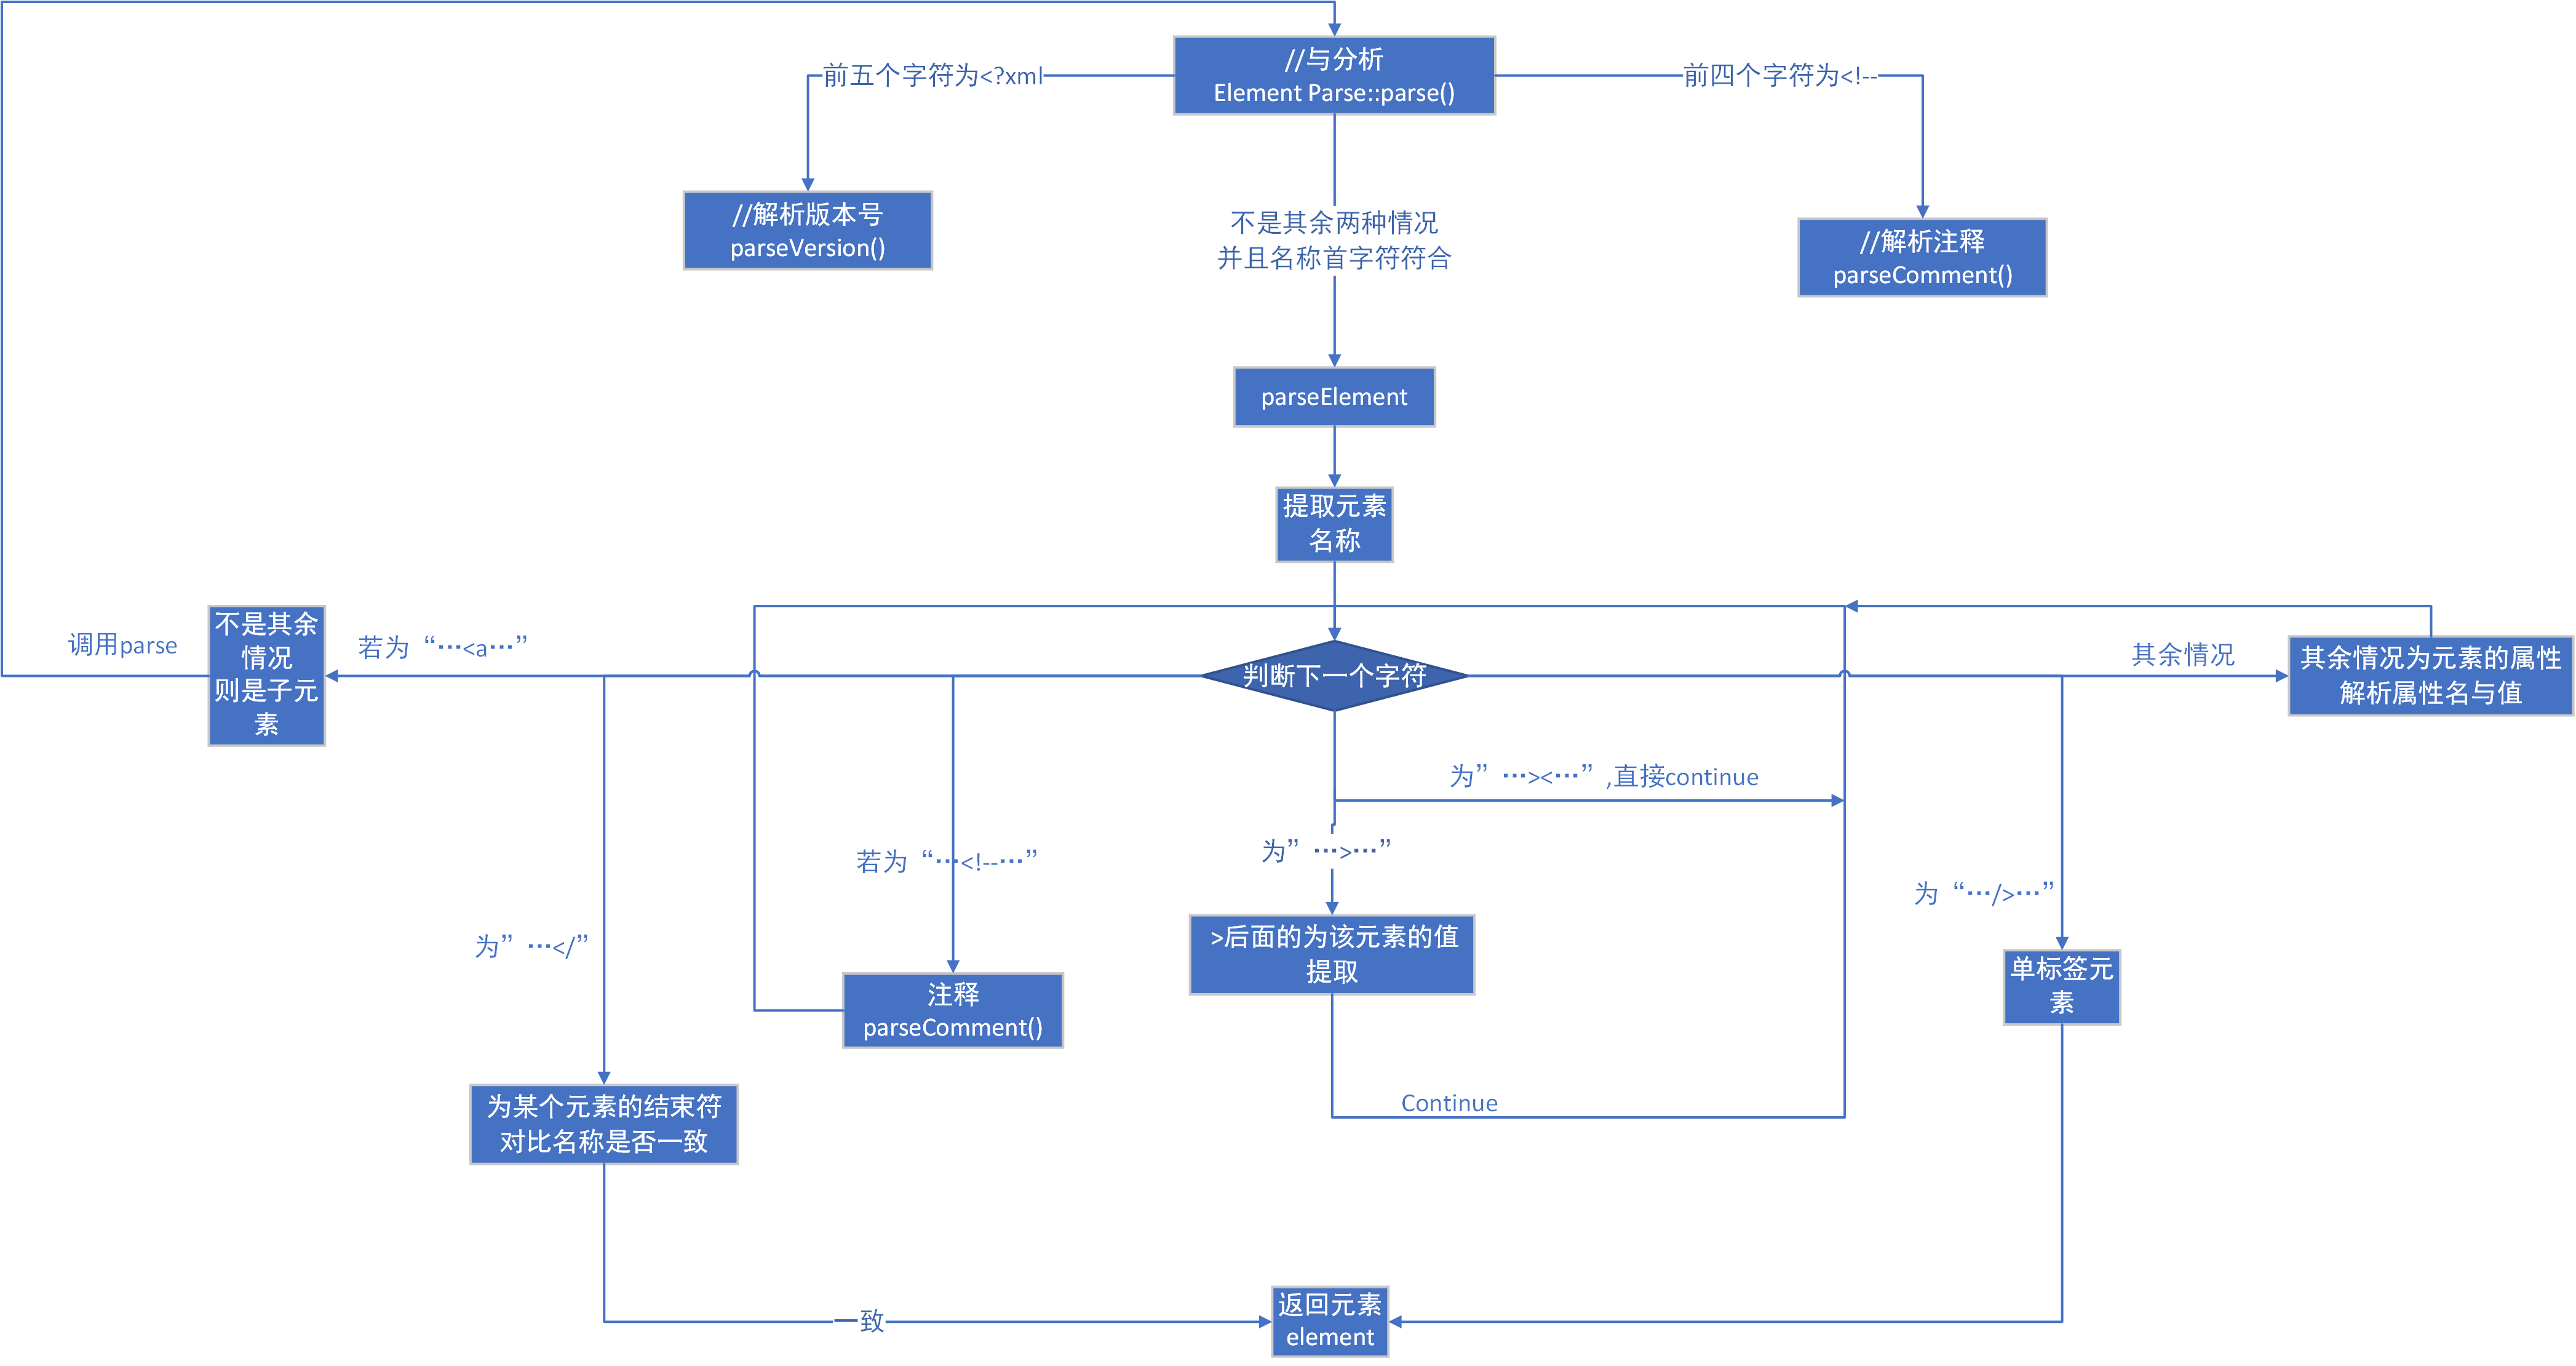 //与分析
Element Parse::parse()
前五个字符为<?xml
前四个字符为<!--
//解析版本号
parseVersion()
不是其余两种情况
并且名称首字符符合
//解析注释
parseComment()
parseElement
提取元素
名称
调用parse
不是其余
情况
则是子元
素
若为“…<a…”
判断下一个字符
其余情况
其余情况为元素的属性
解析属性名与值
为”…><…”,直接continue
为”…>…”
若为“…<!--…”
为“…/>…”
为”…</”
>后面的为该元素的值
提取
单标签元
素
注释
parseComment()
Continue
为某个元素的结束符
对比名称是否一致
一致
返回元素
element